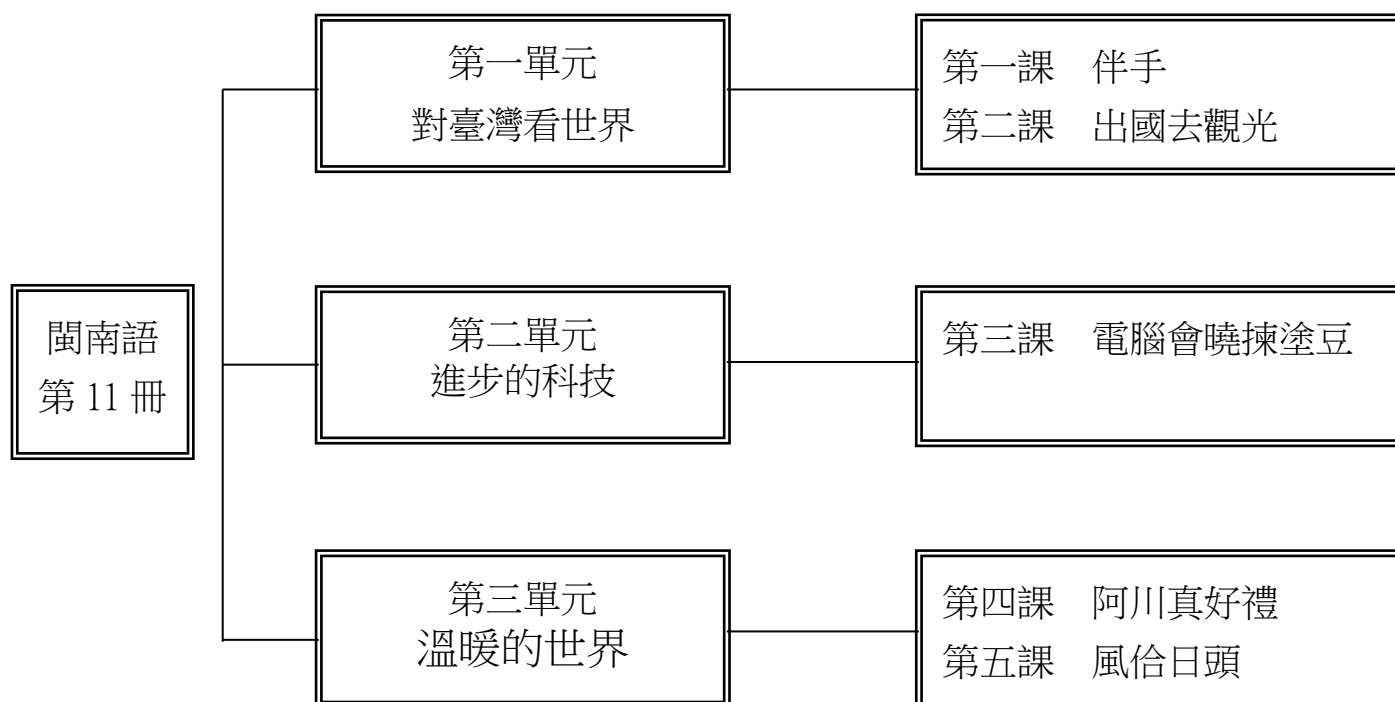 閩南語
第 11 冊
第一單元
對臺灣看世界
第一課　伴手
第二課　出國去觀光
第二單元
進步的科技
第三課　電腦會曉揀塗豆
第三單元
溫暖的世界
第四課　阿川真好禮
第五課　風佮日頭